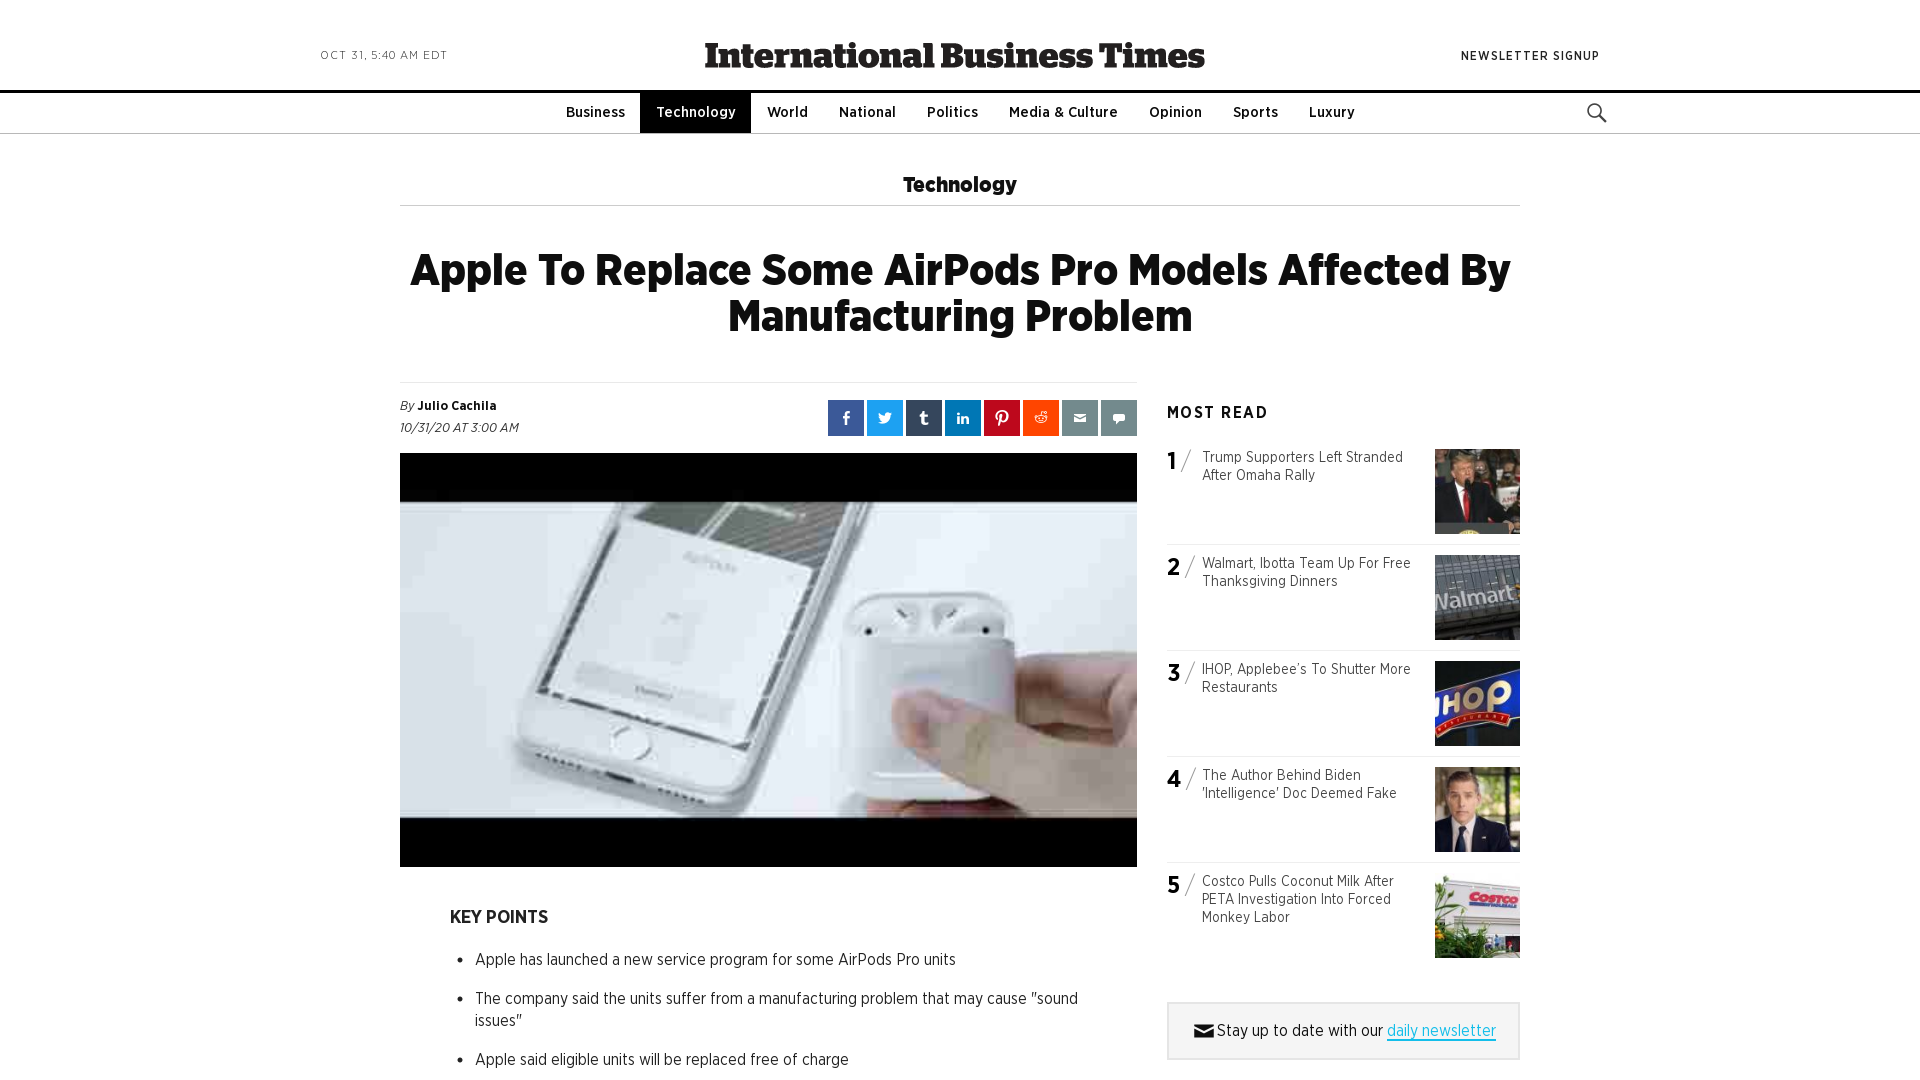 OCT 31, 5:40 AM EDT
International Business Times
NEWSLETTER SIGNUP
Business Technology World National Politics Media & Culture Opinion Sports Luxury
Technology
Apple To Replace Some AirPods Pro Models Affected By
Manufacturing Problem
By Julio Cachila
10/31/20 AT 3:00 AM
KEY POINTS
• Apple has launched a new service program for some AirPods Pro units
• The company said the units suffer from a manufacturing problem that may cause "sound
issues"
• Apple said eligible units will be replaced free of charge
MOST READ
1 / Trump Supporters Left Stranded
After Omaha Rally
2 / Walmart, Ibotta Team Up For Free
Thanksgiving Dinners
Walmart
3 / IHOP, Applebee's To Shutter More
Restaurants
IHOP
RESTAURANT
4 / The Author Behind Biden
'Intelligence' Doc Deemed Fake
5 / Costco Pulls Coconut Milk After
PETA Investigation Into Forced
Monkey Labor
COSTCO
Stay up to date with our daily newsletter